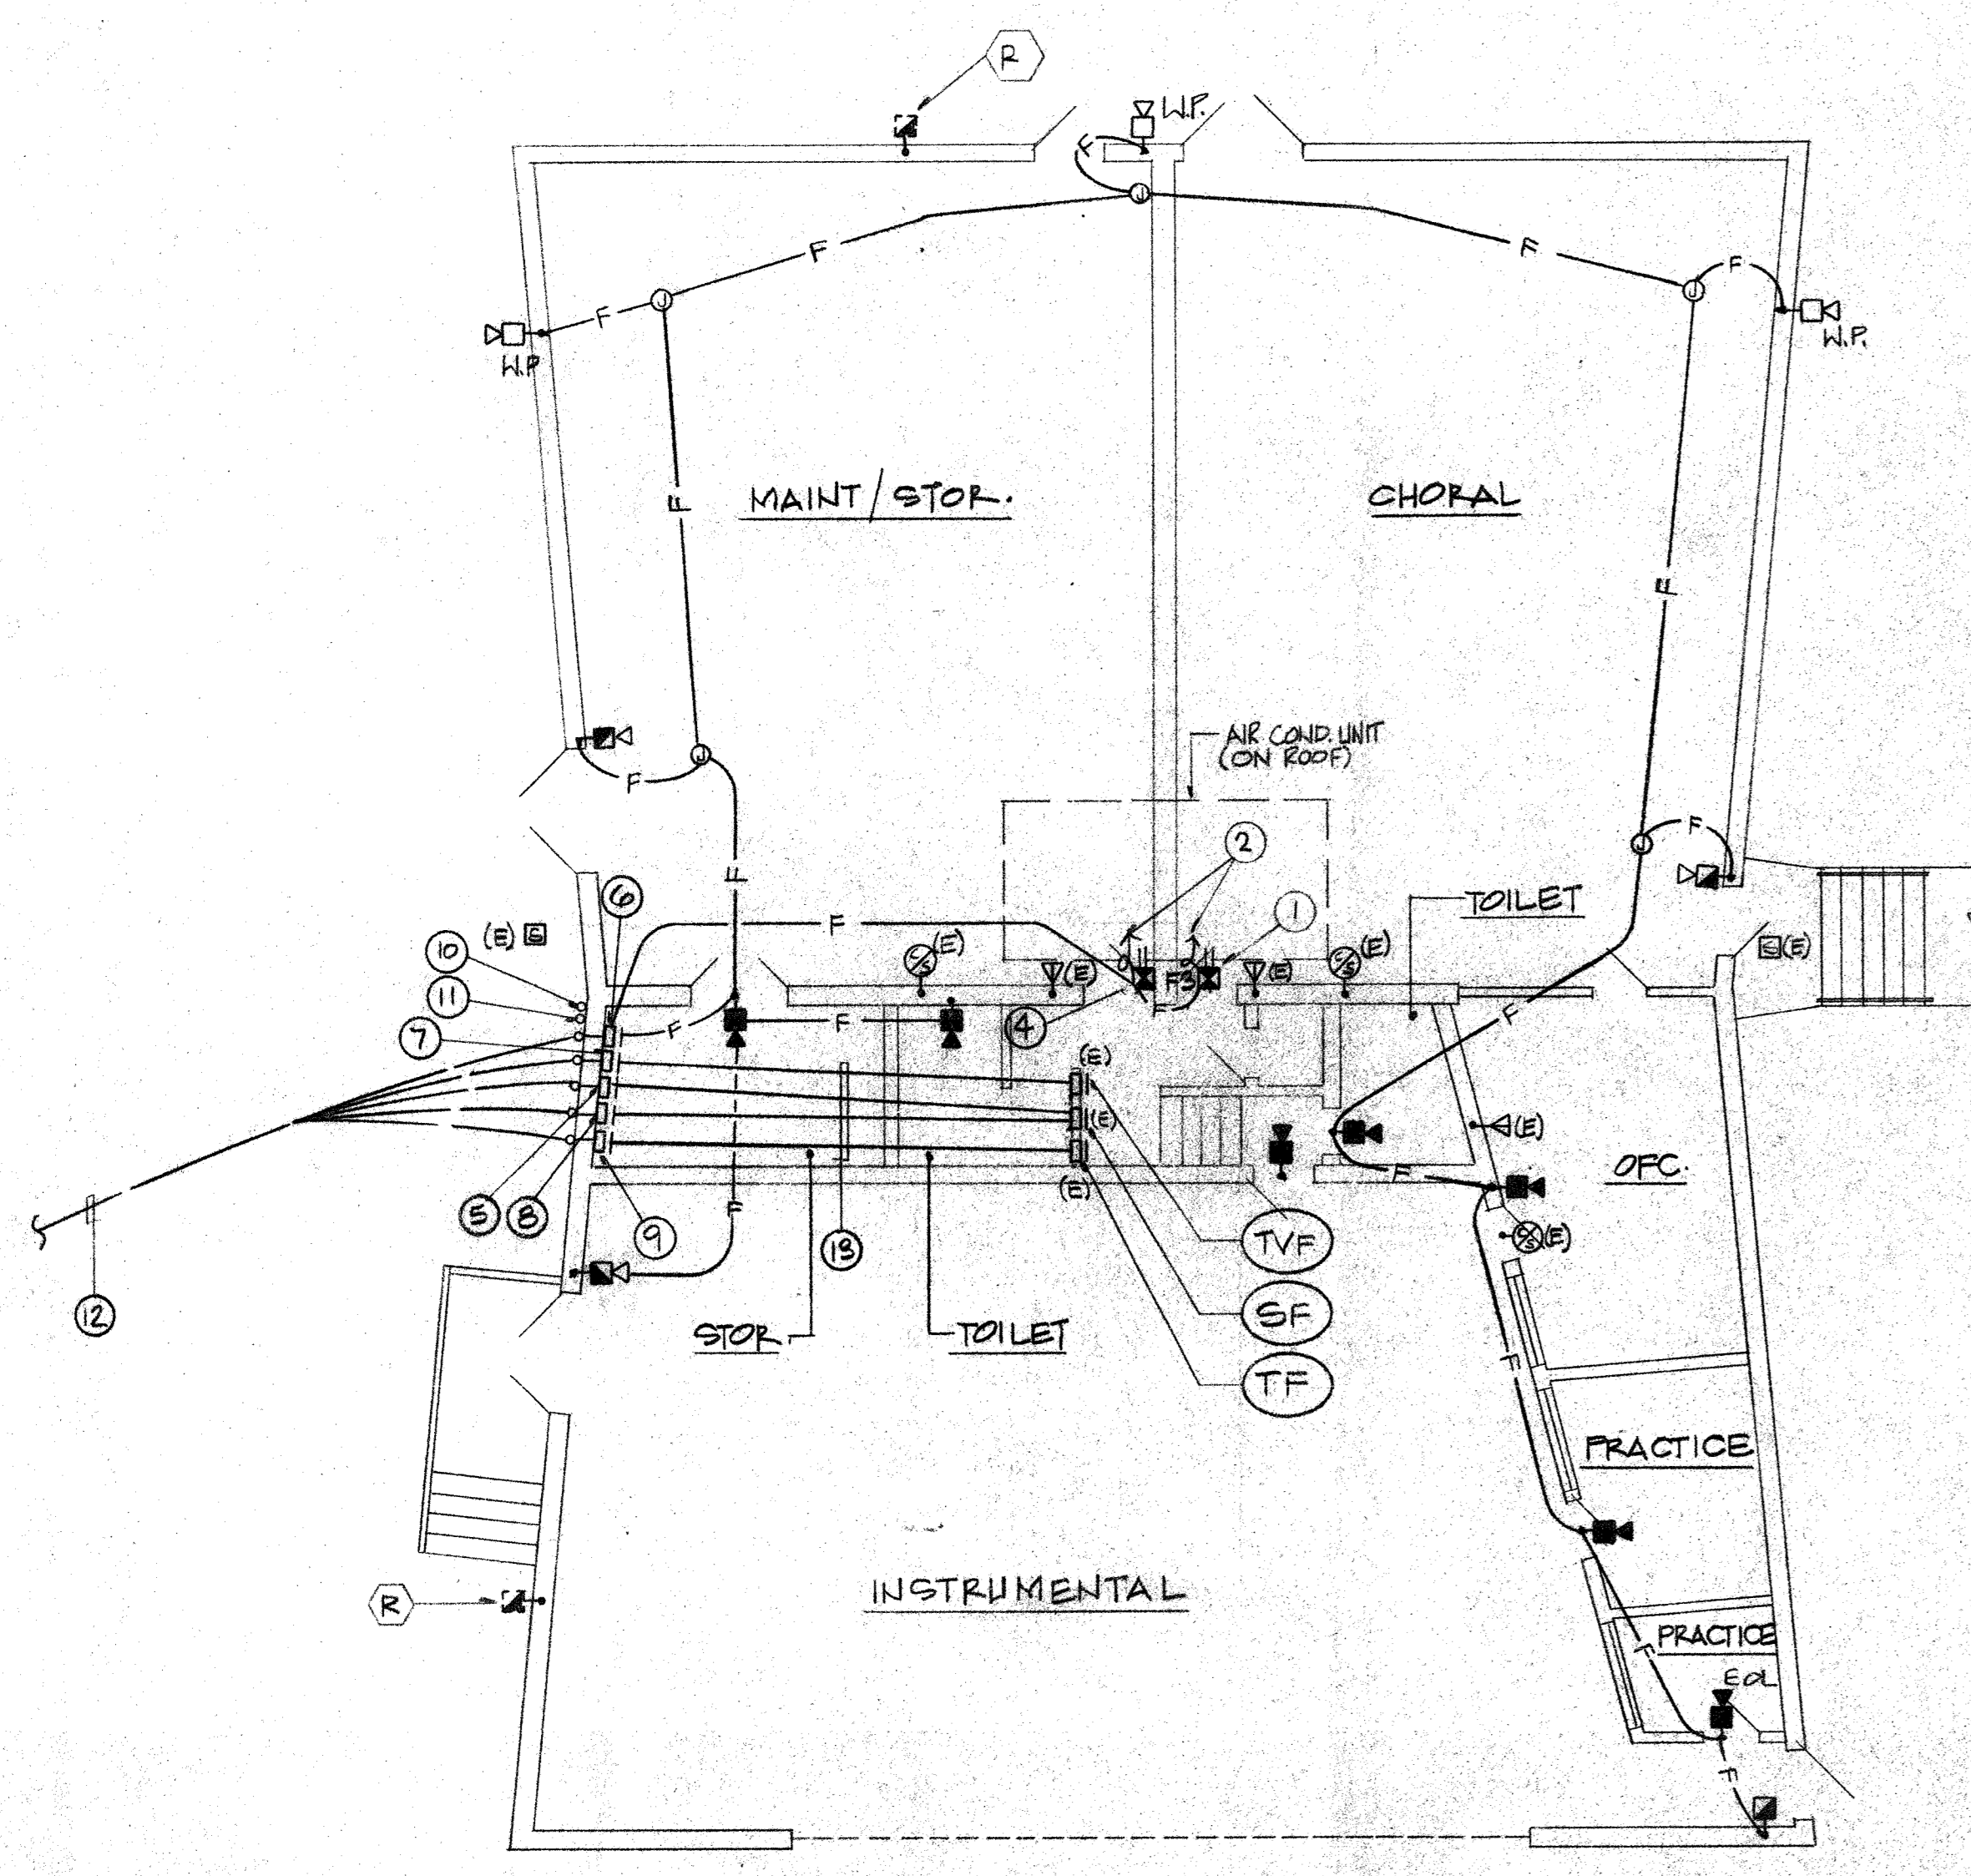 R
W.P.
F
J
F
F
F
J
J
F
W.P
W.P.
MAINT/STOR.
CHORAL
F
F
AIR COND. UNIT
(ON ROOF)
J
F
2
J
F
F
6
F
1
TOILET
10
(E) S
C/S (E)
(E)
(E)
C/S (E)
(E)
11
F3
F
F
7
F
F
4
(E)
(E)
(E)
(E)
OFC.
F
5
8
9
13
F
TVF
C/S (E)
12
SF
STOR
TOILET
TF
F
PRACTICE
R
INSTRUMENTAL
F
PRACTICE
EOL
F